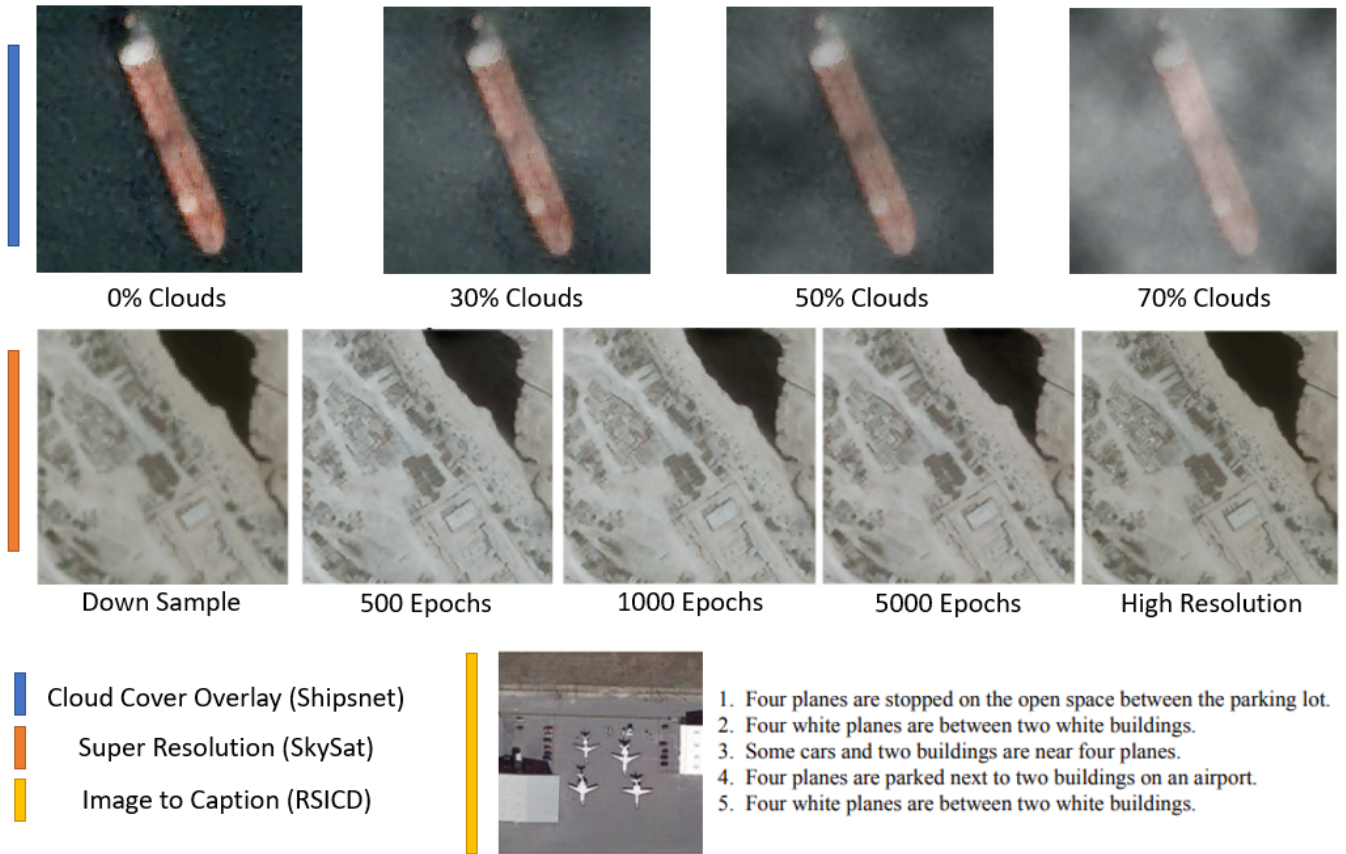 0% Clouds
30% Clouds
50% Clouds
70% Clouds
Down Sample
500 Epochs
1000 Epochs
5000 Epochs
High Resolution
Cloud Cover Overlay (Shipsnet)
Super Resolution (SkySat)
Image to Caption (RSICD)
1. Four planes are stopped on the open space between the parking lot.
2. Four white planes are between two white buildings.
3. Some cars and two buildings are near four planes.
4. Four planes are parked next to two buildings on an airport.
5. Four white planes are between two white buildings.